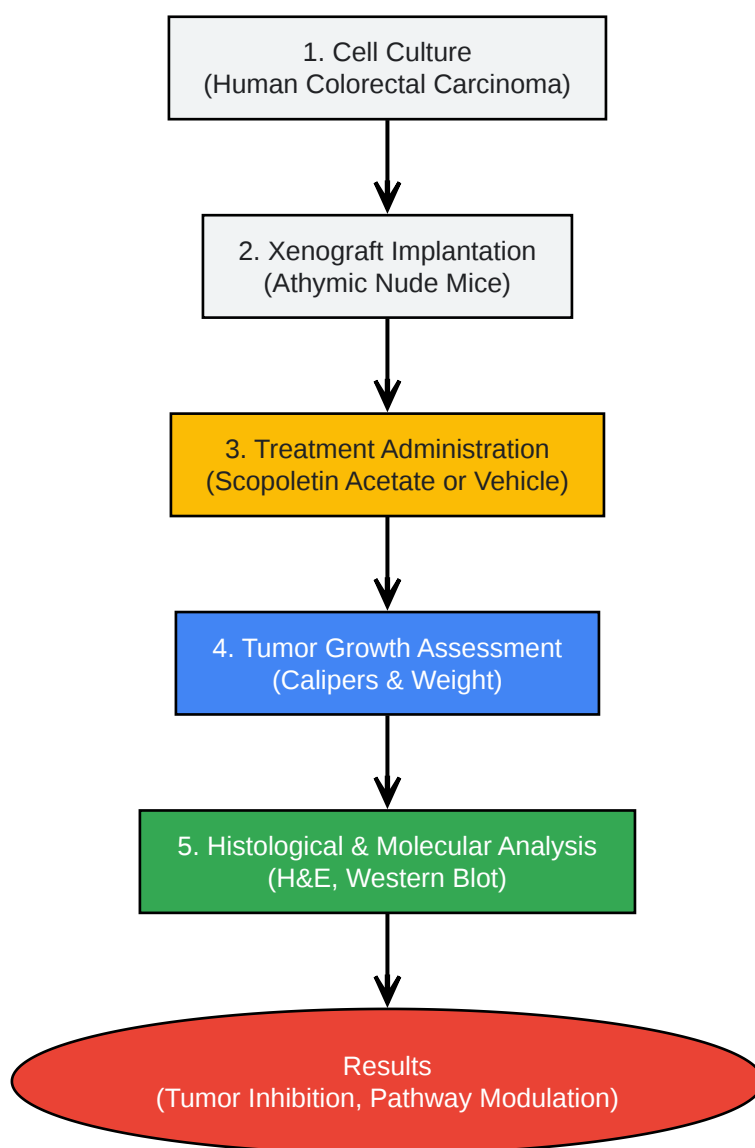 1. Cell Culture
(Human Colorectal Carcinoma)
2. Xenograft Implantation
(Athymic Nude Mice)
3. Treatment Administration
(Scopoletin Acetate or Vehicle)
4. Tumor Growth Assessment
(Calipers & Weight)
5. Histological & Molecular Analysis
(H&E, Western Blot)
Results
(Tumor Inhibition, Pathway Modulation)